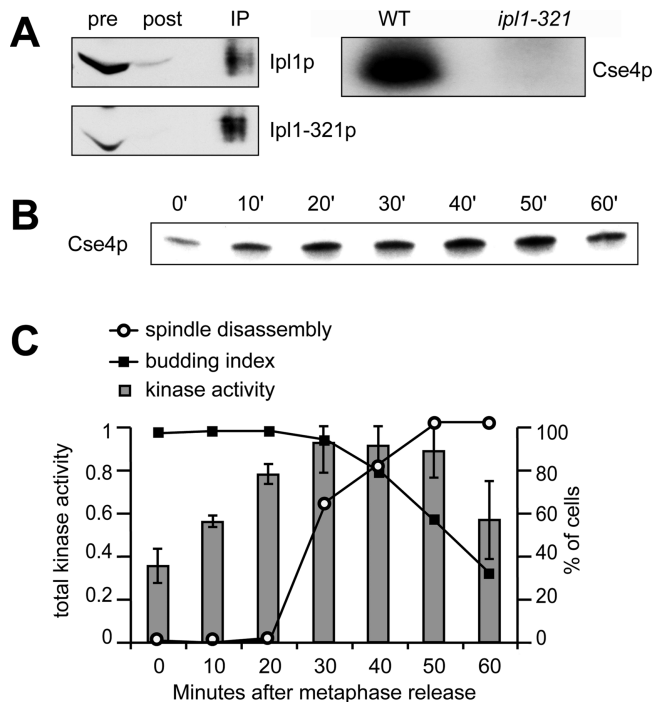 A
pre post IP
WT ipl1-321
Ipl1p
Cse4p
Ipl1-321p
B
0' 10' 20' 30' 40' 50' 60'
Cse4p
C
spindle disassembly
budding index
kinase activity
total kinase activity
1
0.8
0.6
0.4
0.2
0
100
80
60
40
20
0
% of cells
0 10 20 30 40 50 60
Minutes after metaphase release